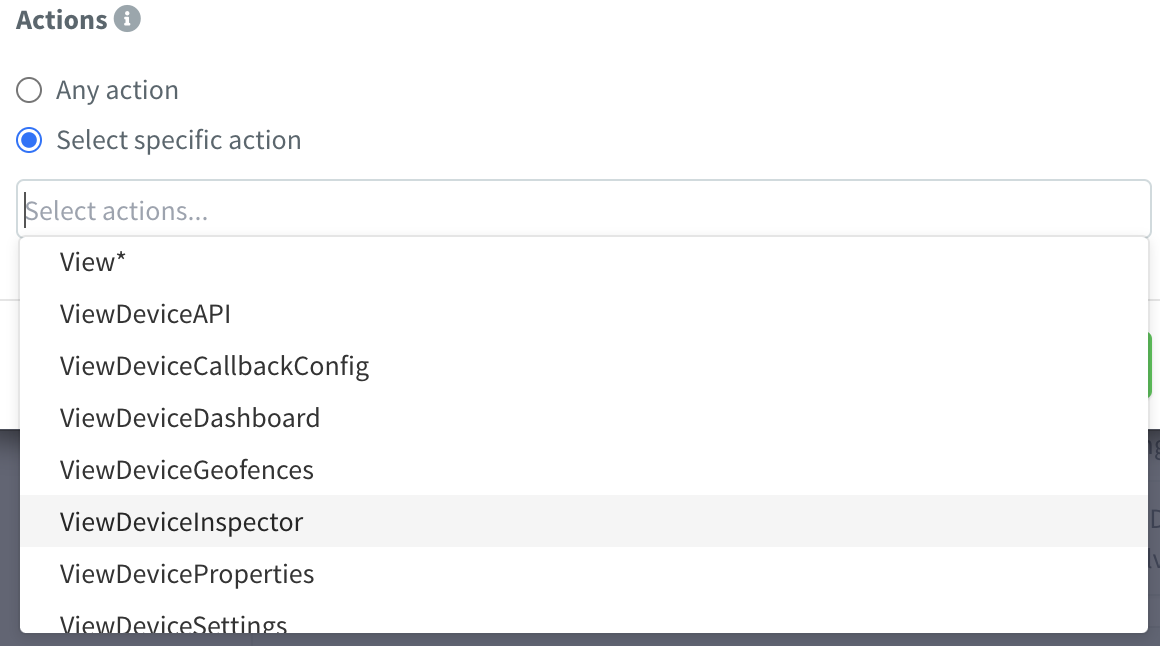 Actions
Any action
Select specific action
Select actions...
View*
ViewDeviceAPI
ViewDeviceCallbackConfig
ViewDeviceDashboard
ViewDeviceGeofences
ViewDeviceInspector
ViewDeviceProperties
ViewDeviceSettings